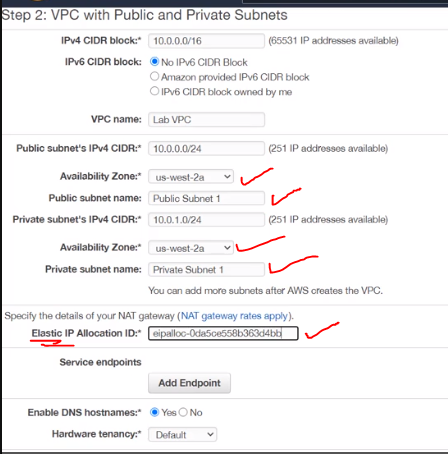 Step 2: VPC with Public and Private Subnets
IPv4 CIDR block:* 10.0.0.0/16 (65531 IP addresses available)
IPv6 CIDR block: No IPv6 CIDR Block
Amazon provided IPv6 CIDR block
IPv6 CIDR block owned by me
VPC name: Lab VPC
Public subnet's IPv4 CIDR:* 10.0.0.0/24 (251 IP addresses available)
Availability Zone:* us-west-2a
Public subnet name: Public Subnet 1
Private subnet's IPv4 CIDR:* 10.0.1.0/24 (251 IP addresses available)
Availability Zone:* us-west-2a
Private subnet name: Private Subnet 1
You can add more subnets after AWS creates the VPC.
Specify the details of your NAT gateway (NAT gateway rates apply).
Elastic IP Allocation ID:* eipalloc-0da5ce558b363d4bb
Service endpoints
Add Endpoint
Enable DNS hostnames:* Yes No
Hardware tenancy:* Default